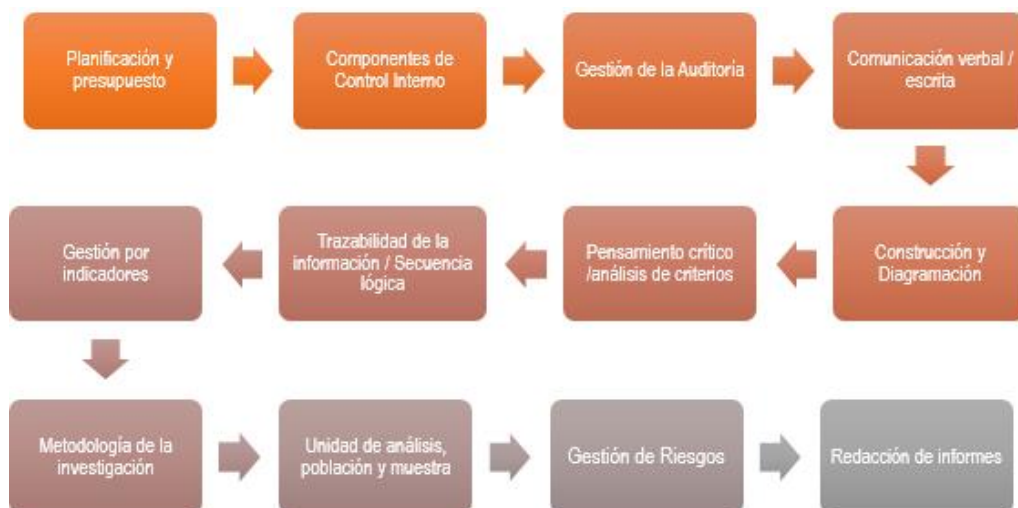 Planificación y
presupuesto
Componentes de
Control Interno
Gestión de la Auditoría
Comunicación verbal /
escrita
Construcción y
Diagramación
Pensamiento crítico
/análisis de criterios
Trazabilidad de la
información / Secuencia
lógica
Gestión por
indicadores
Metodología de la
investigación
Unidad de análisis,
población y muestra
Gestión de Riesgos
Redacción de informes